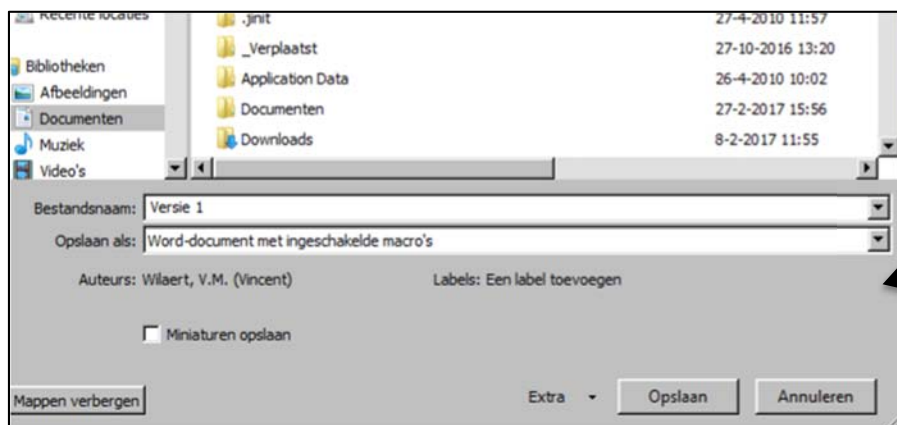 Recente locaties
Bibliotheken
Afbeeldingen
Documenten
Muziek
Video's
.jinit 27-4-2010 11:57
_Verplaatst 27-10-2016 13:20
Application Data 26-4-2010 10:02
Documenten 27-2-2017 15:56
Downloads 8-2-2017 11:55
Bestandsnaam: Versie 1
Opslaan als: Word-document met ingeschakelde macro's
Auteurs: Wilaert, V.M. (Vincent) Labels: Een label toevoegen
Miniaturen opslaan
Mappen verbergen Extra Opslaan Annuleren